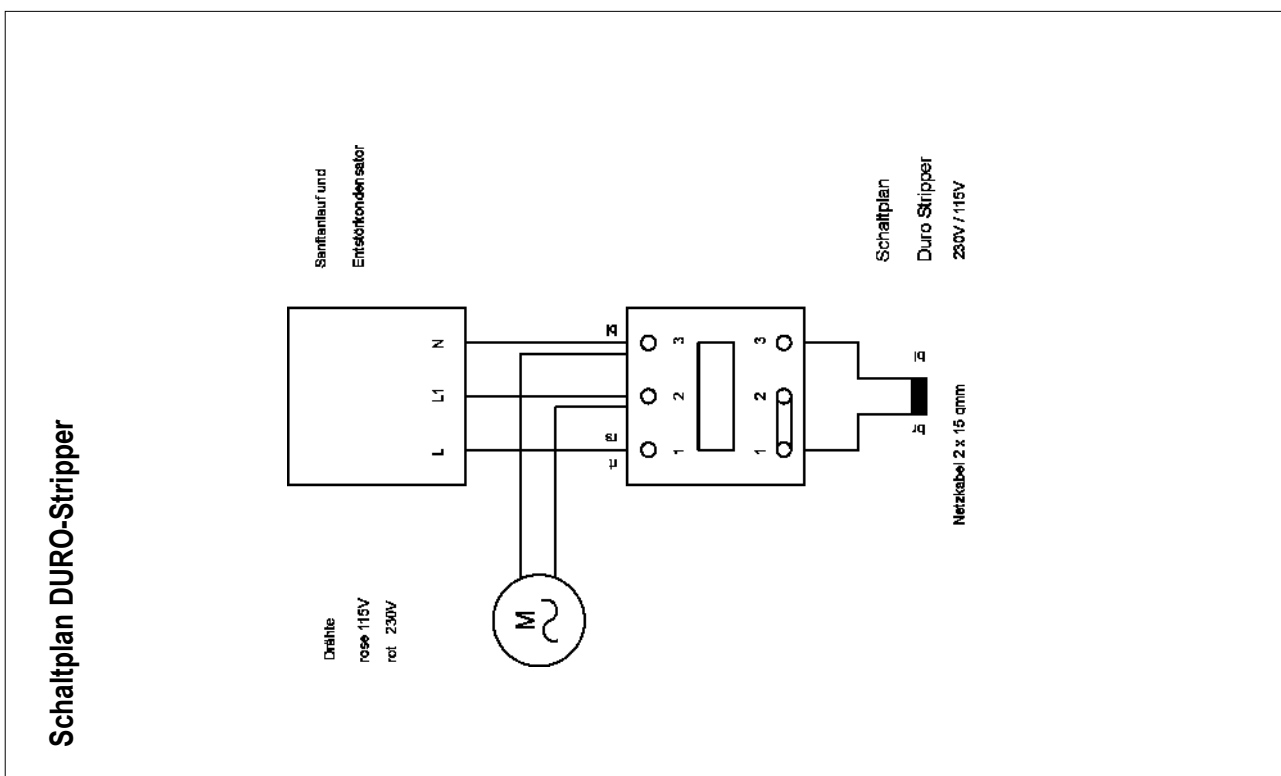 Schaltplan DURO-Stripper
Sanftanlauf und
Entstörkondensator
Drähte
rose 115V
rot 230V
L
L1
N
M
1
2
3
1
2
3
Netzkabel 2 x 15 qmm
Schaltplan
Duro Stripper
230V / 115V